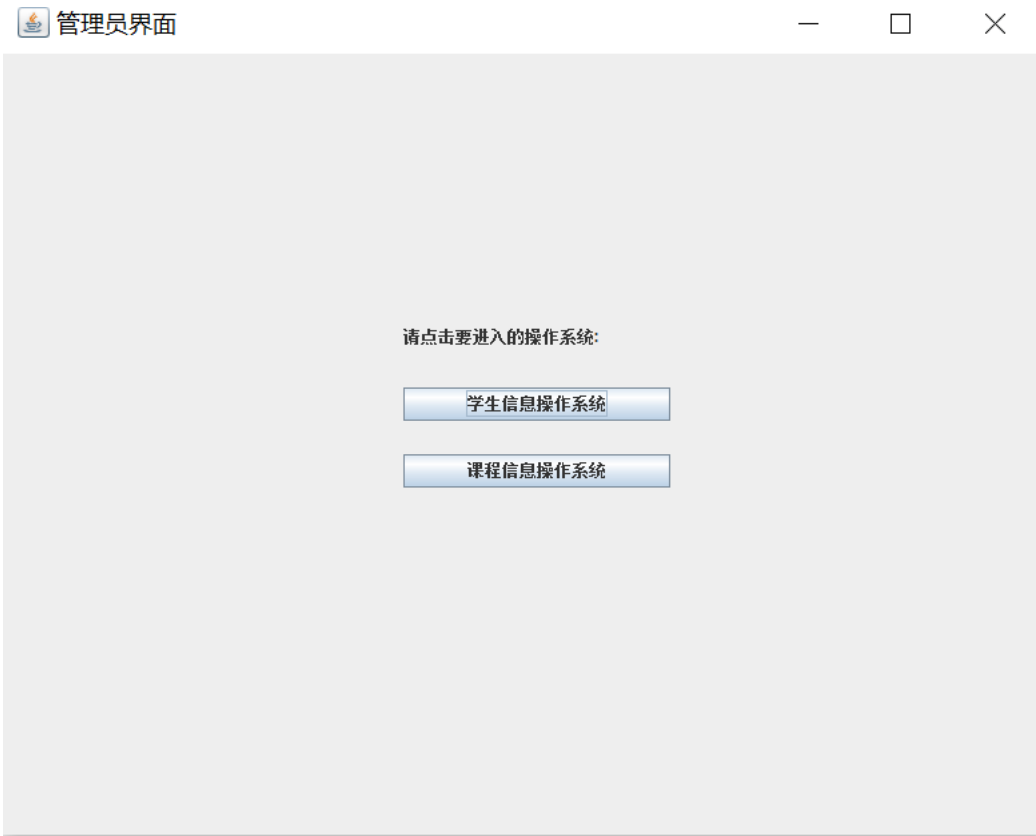 管理员界面
请点击要进入的操作系统:
学生信息操作系统
课程信息操作系统